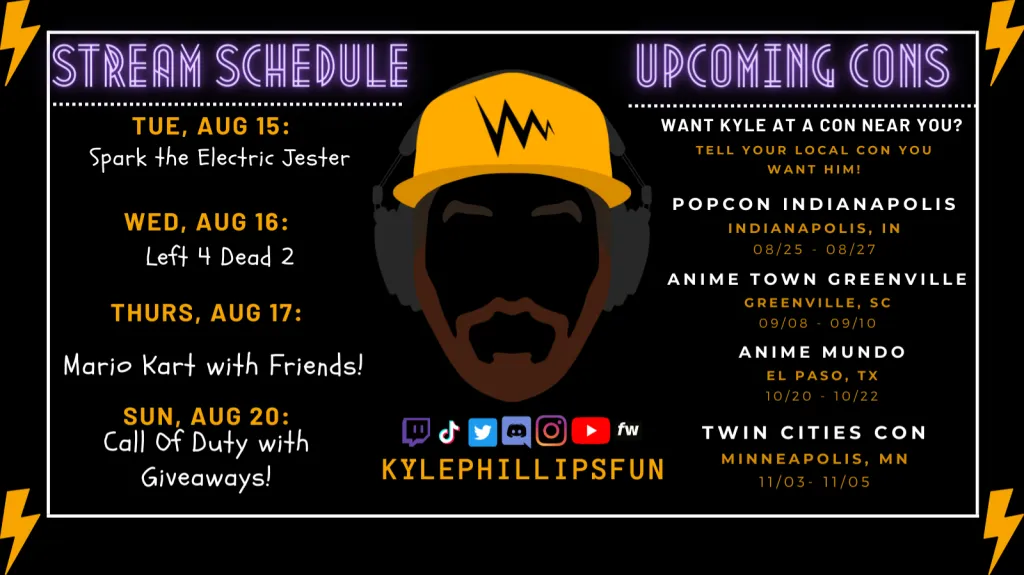 STREAM SCHEDULE
TUE, AUG 15:
Spark the Electric Jester
WED, AUG 16:
Left 4 Dead 2
THURS, AUG 17:
Mario Kart with Friends!
SUN, AUG 20:
Call Of Duty with
Giveaways!
fw
KYLEPHILLIPSFUN
UPCOMING CONS
WANT KYLE AT A CON NEAR YOU?
TELL YOUR LOCAL CON YOU
WANT HIM!
POPCON INDIANAPOLIS
INDIANAPOLIS, IN
08/25 - 08/27
ANIME TOWN GREENVILLE
GREENVILLE, SC
09/08 - 09/10
ANIME MUNDO
EL PASO, TX
10/20 - 10/22
TWIN CITIES CON
MINNEAPOLIS, MN
11/03- 11/05